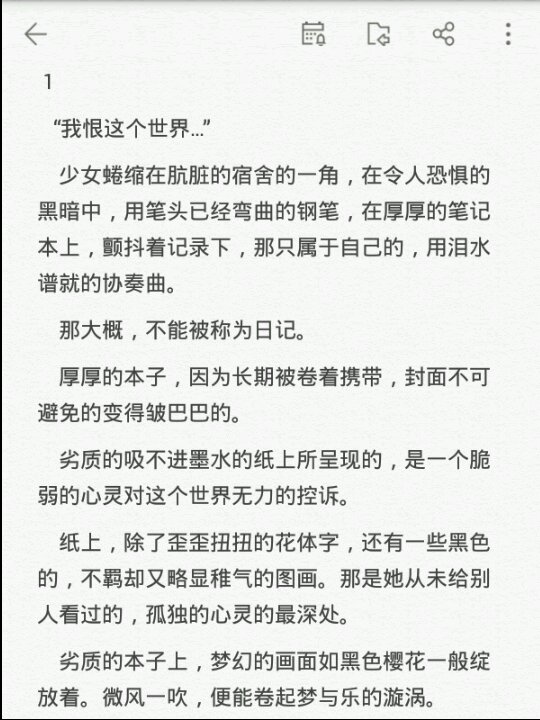 1
“我恨这个世界...”
少女蜷缩在肮脏的宿舍的一角，在令人恐惧的
黑暗中，用笔头已经弯曲的钢笔，在厚厚的笔记
本上，颤抖着记录下，那只属于自己的，用泪水
谱就的协奏曲。
那大概，不能被称为日记。
厚厚的本子，因为长期被卷着携带，封面不可
避免的变得皱巴巴的。
劣质的吸不进墨水的纸上所呈现的，是一个脆
弱的心灵对这个世界无力的控诉。
纸上，除了歪歪扭扭的花体字，还有一些黑色
的，不羁却又略显稚气的图画。那是她从未给别
人看过的，孤独的心灵的最深处。
劣质的本子上，梦幻的画面如黑色樱花一般绽
放着。微风一吹，便能卷起梦与乐的漩涡。